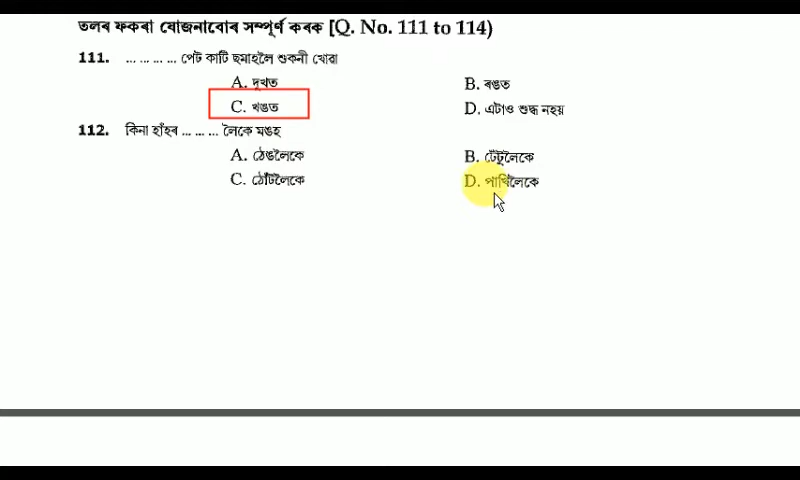 তলৰ ফকৰা যোজনাবোৰ সম্পূৰ্ণ কৰক [Q. No. 111 to 114)
111. ... ... ... ... পেট কাটি ছমাহলৈ শুকনী খোৱা
A. দুখত B. ৰঙত
C. খঙত D. এটাও শুদ্ধ নহয়
112. কিনা হাঁহৰ ... ... ... লৈকে মঙহ
A. ঠেঙলৈকে B. টেঁটুলৈকে
C. ঠোঁটলৈকে D. পাখিলৈকে